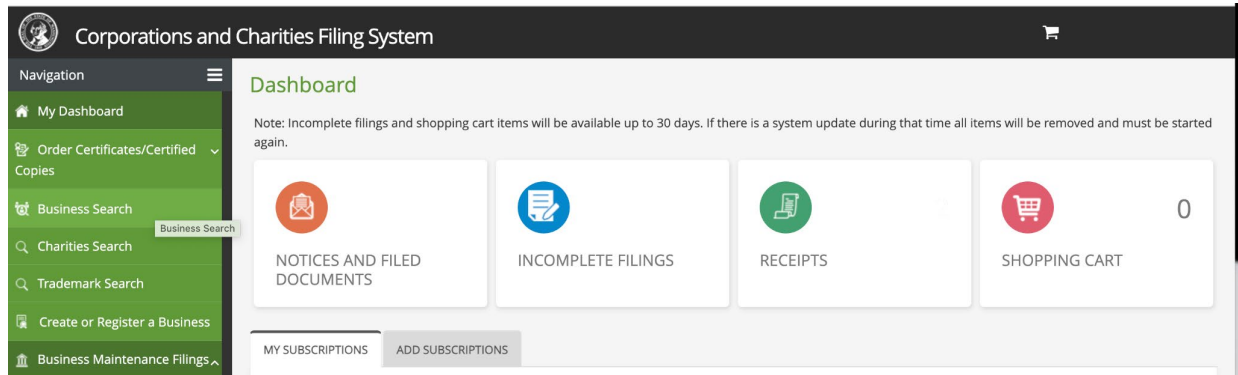 Corporations and Charities Filing System
Navigation
My Dashboard
Order Certificates/Certified
Copies
Business Search
Business Search
Charities Search
Trademark Search
Create or Register a Business
Business Maintenance Filings
Dashboard
Note: Incomplete filings and shopping cart items will be available up to 30 days. If there is a system update during that time all items will be removed and must be started
again.
NOTICES AND FILED
DOCUMENTS
INCOMPLETE FILINGS
RECEIPTS
0
SHOPPING CART
MY SUBSCRIPTIONS
ADD SUBSCRIPTIONS